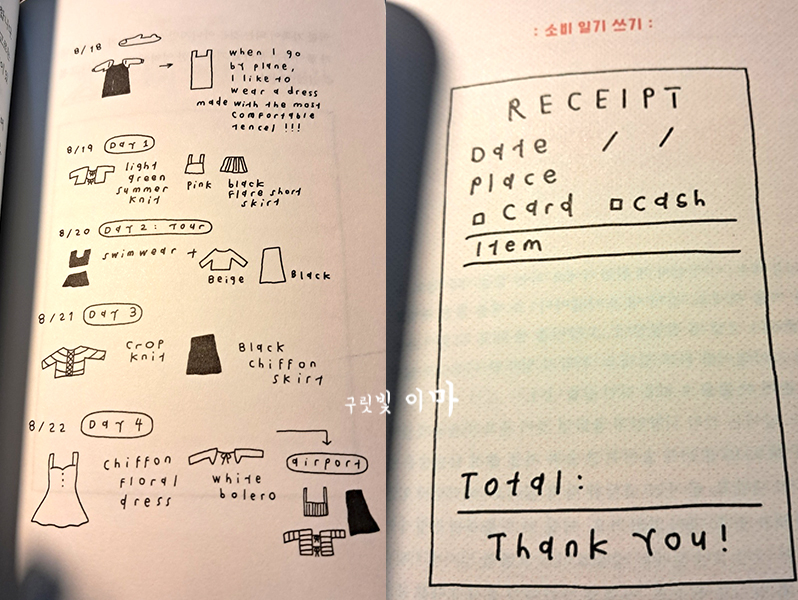 8/18
when I go
by plane,
I like to
wear a dress
made with the most
comfortable
tencel !!!
8/19 Day 1
light
green
summer
knit
pink
black
flare short
skirt
8/20 Day 2: Tour
swimwear +
Beige
Black
8/21 Day 3
crop
knit
Black
chiffon
skirt
8/22 Day 4
chiffon
floral
dress
white
bolero
airport
구릿빛 이마
: 소비 일기 쓰기 :
RECEIPT
Date / /
Place
□ Card □ Cash
Item
Total:
Thank You!